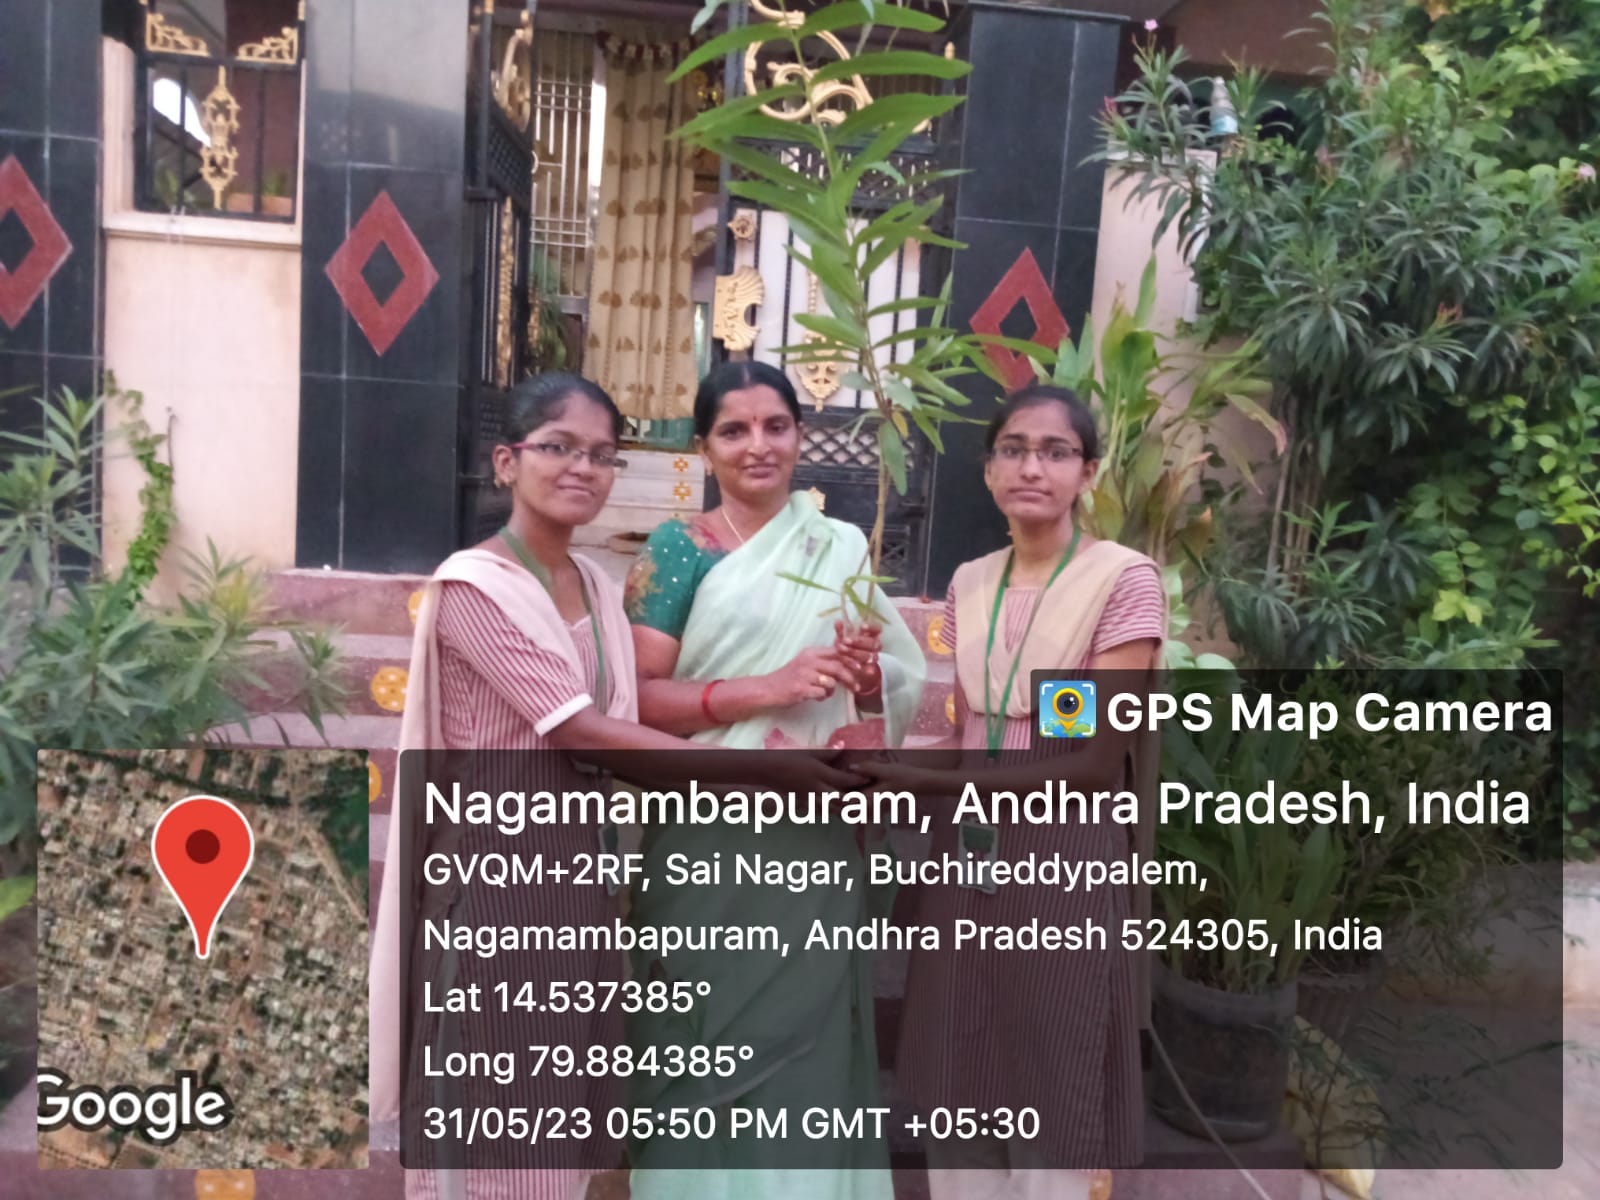 GPS Map Camera
Nagamambapuram, Andhra Pradesh, India
GVQM+2RF, Sai Nagar, Buchireddypalem,
Nagamambapuram, Andhra Pradesh 524305, India
Lat 14.537385°
Long 79.884385°
31/05/23 05:50 PM GMT +05:30
Google